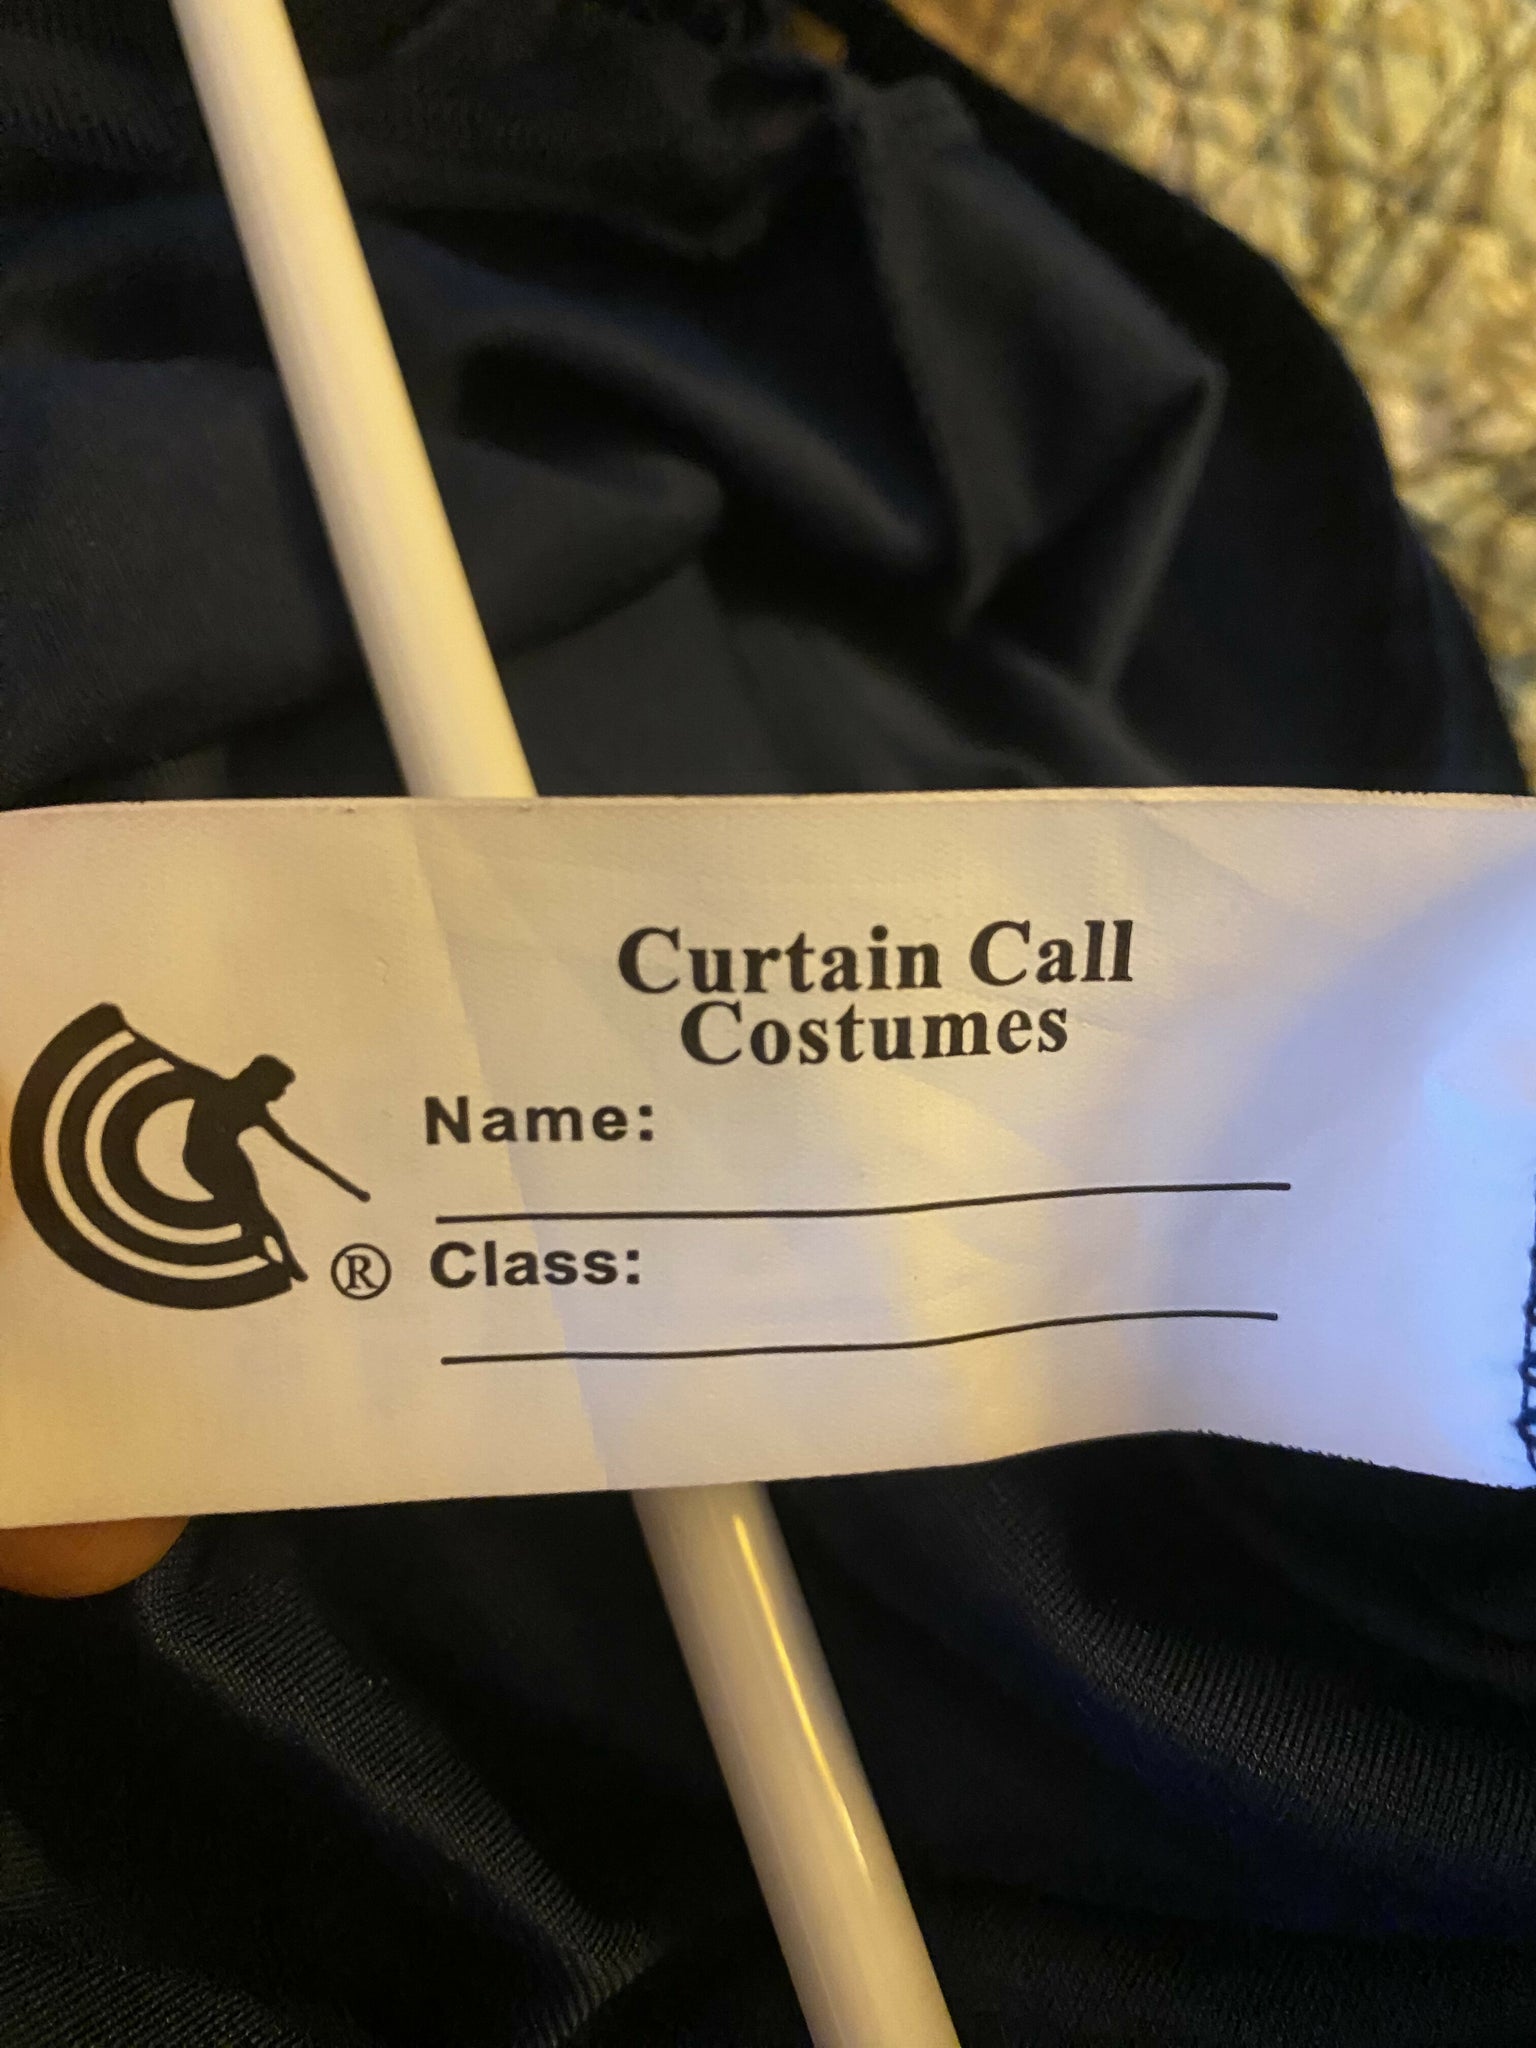 Curtain Call
Costumes
Name:
® Class: